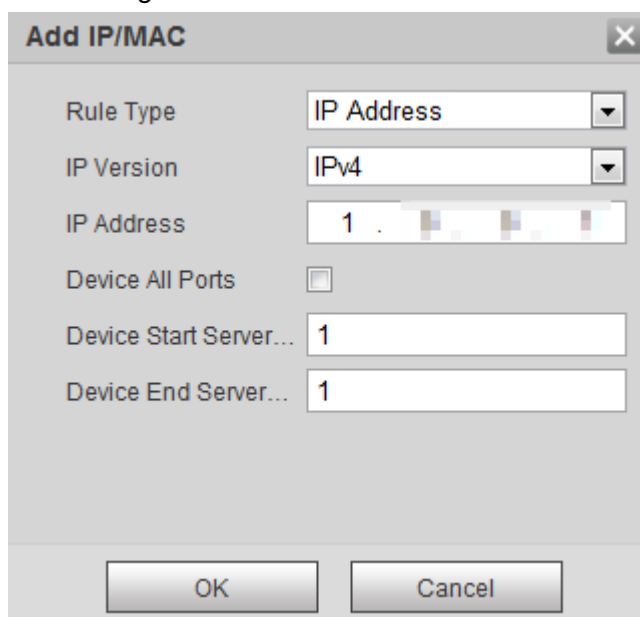 Add IP/MAC
Rule Type IP Address
IP Version IPv4
IP Address 1 .
Device All Ports
Device Start Server... 1
Device End Server... 1
OK Cancel